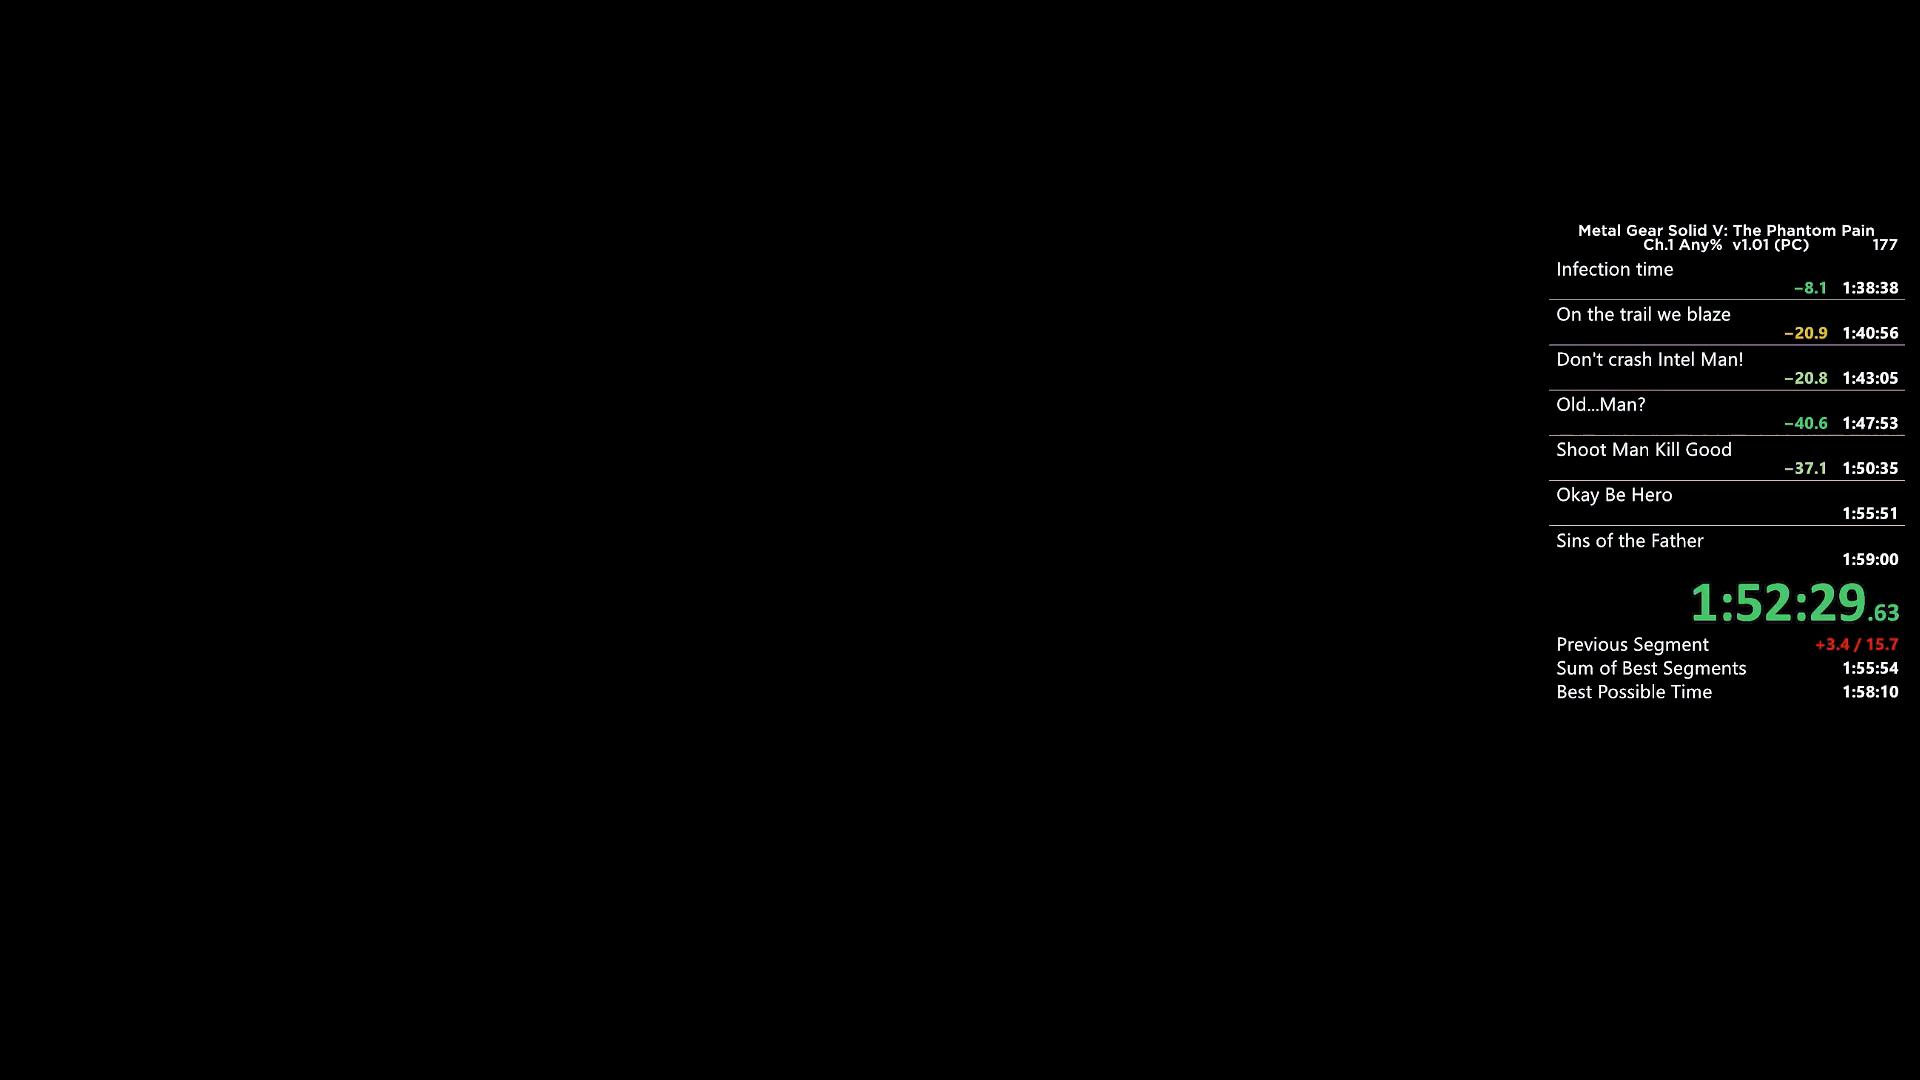 Metal Gear Solid V: The Phantom Pain
Ch.1 Any% v1.01 (PC) 177
Infection time
−8.1 1:38:38
On the trail we blaze
−20.9 1:40:56
Don't crash Intel Man!
−20.8 1:43:05
Old...Man?
−40.6 1:47:53
Shoot Man Kill Good
−37.1 1:50:35
Okay Be Hero
1:55:51
Sins of the Father
1:59:00
1:52:29.63
Previous Segment +3.4 / 15.7
Sum of Best Segments 1:55:54
Best Possible Time 1:58:10